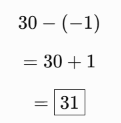 30 − (−1)
= 30 + 1
= 31